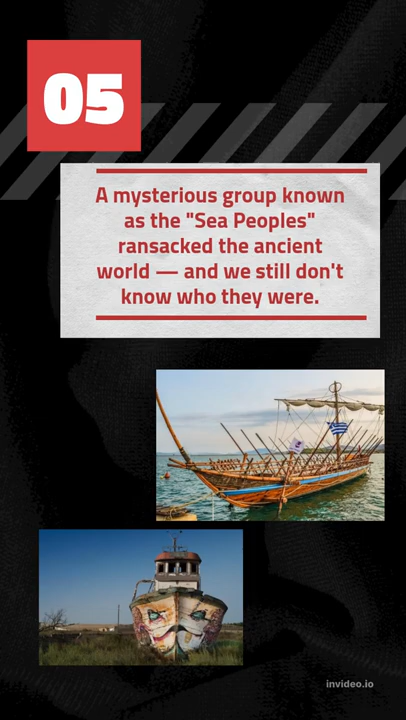 05
A mysterious group known
as the "Sea Peoples"
ransacked the ancient
world — and we still don't
know who they were.
invideo.io